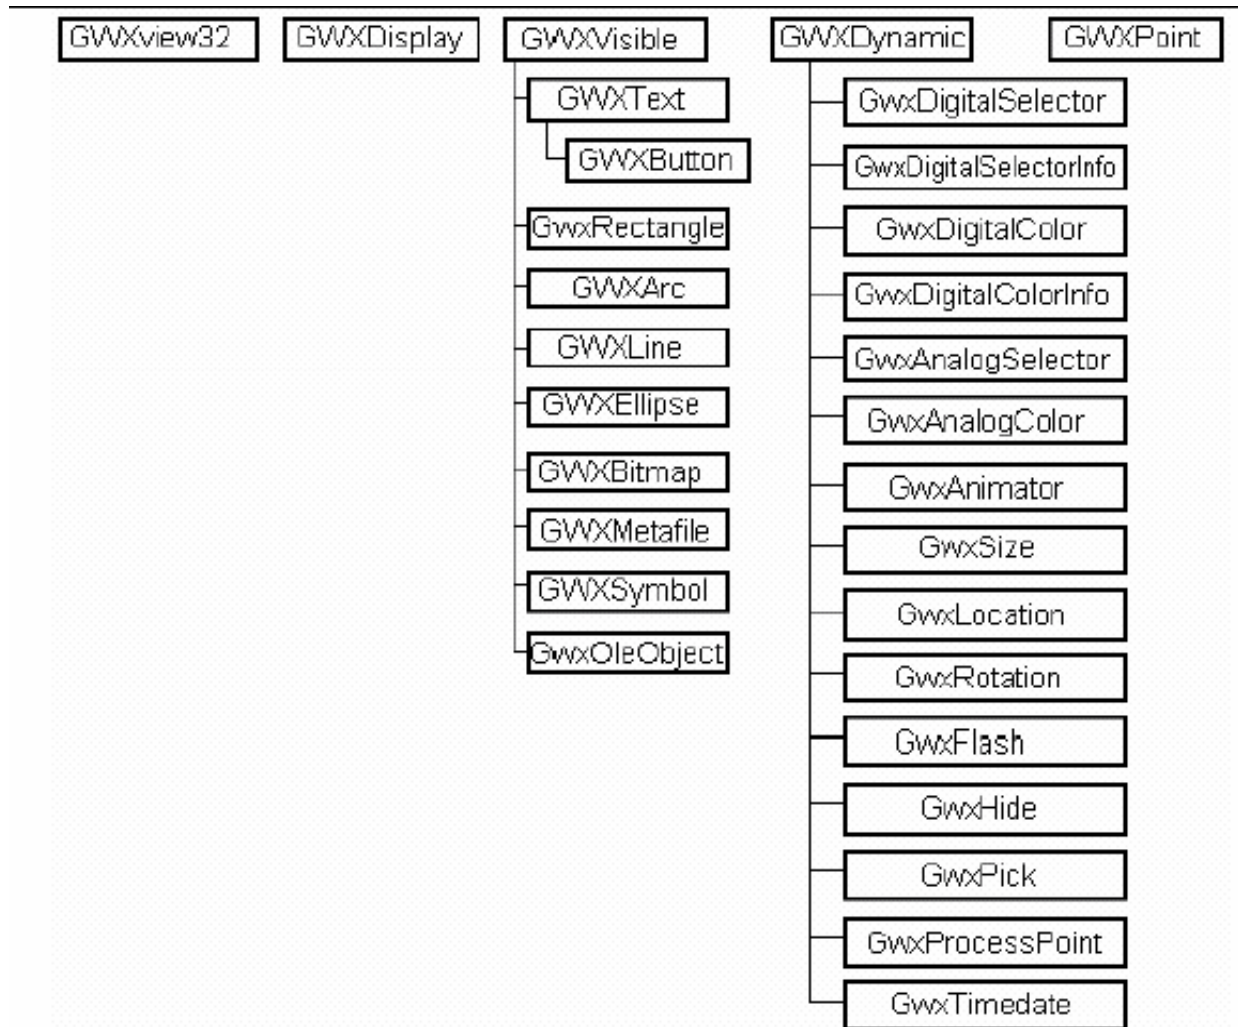 GWXview32
GWXDisplay
GWXVisible
GWXDynamic
GWXPoint
GWXText
GWXButton
GwxRectangle
GWXArc
GWXLine
GWXEllipse
GWXBitmap
GWXMetafile
GWXSymbol
GwxOleObject
GwxDigitalSelector
GwxDigitalSelectorInfo
GwxDigitalColor
GwxDigitalColorInfo
GwxAnalogSelector
GwxAnalogColor
GwxAnimator
GwxSize
GwxLocation
GwxRotation
GwxFlash
GwxHide
GwxPick
GwxProcessPoint
GwxTimedate